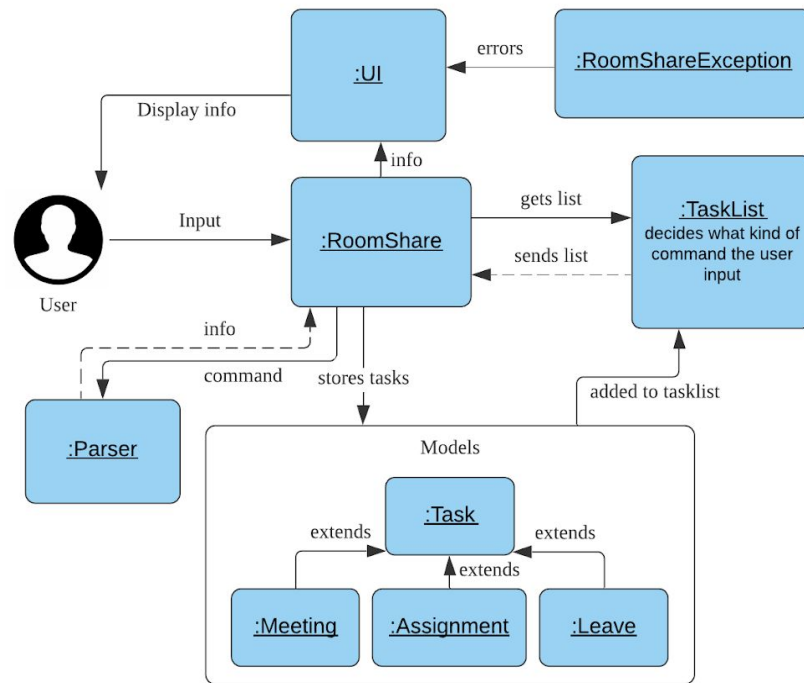 errors
:RoomShareException
:UI
Display info
info
:TaskList
decides what kind of
command the user
input
gets list
Input
:RoomShare
sends list
User
info
command
stores tasks
added to tasklist
:Parser
Models
:Task
extends
extends
extends
:Meeting
:Assignment
:Leave